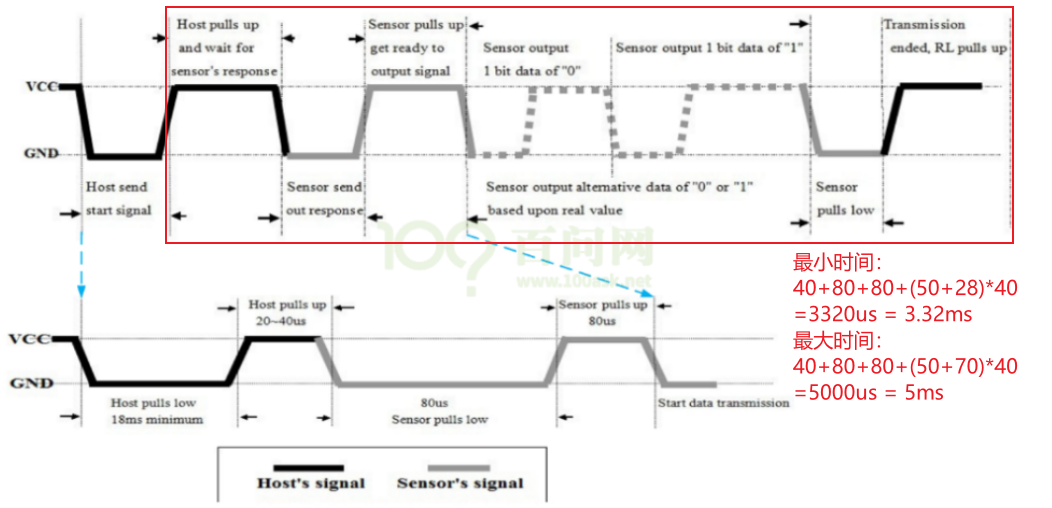 Host pulls up
and wait for
sensor's response
Sensor pulls up
get ready to
output signal
Sensor output
1 bit data of "0"
Sensor output 1 bit data of "1"
Transmission
ended, RL pulls up
VCC
GND
Host send
start signal
Sensor send
out response
Sensor output alternative data of "0" or "1"
based upon real value
Sensor
pulls low
100?
百问网
www.100ask.net
最小时间：
40+80+80+(50+28)*40
=3320us = 3.32ms
最大时间：
40+80+80+(50+70)*40
=5000us = 5ms
Host pulls up
20~40us
Sensor pulls up
80us
VCC
GND
Host pulls low
18ms minimum
80us
Sensor pulls low
Start data transmission
Host's signal
Sensor's signal